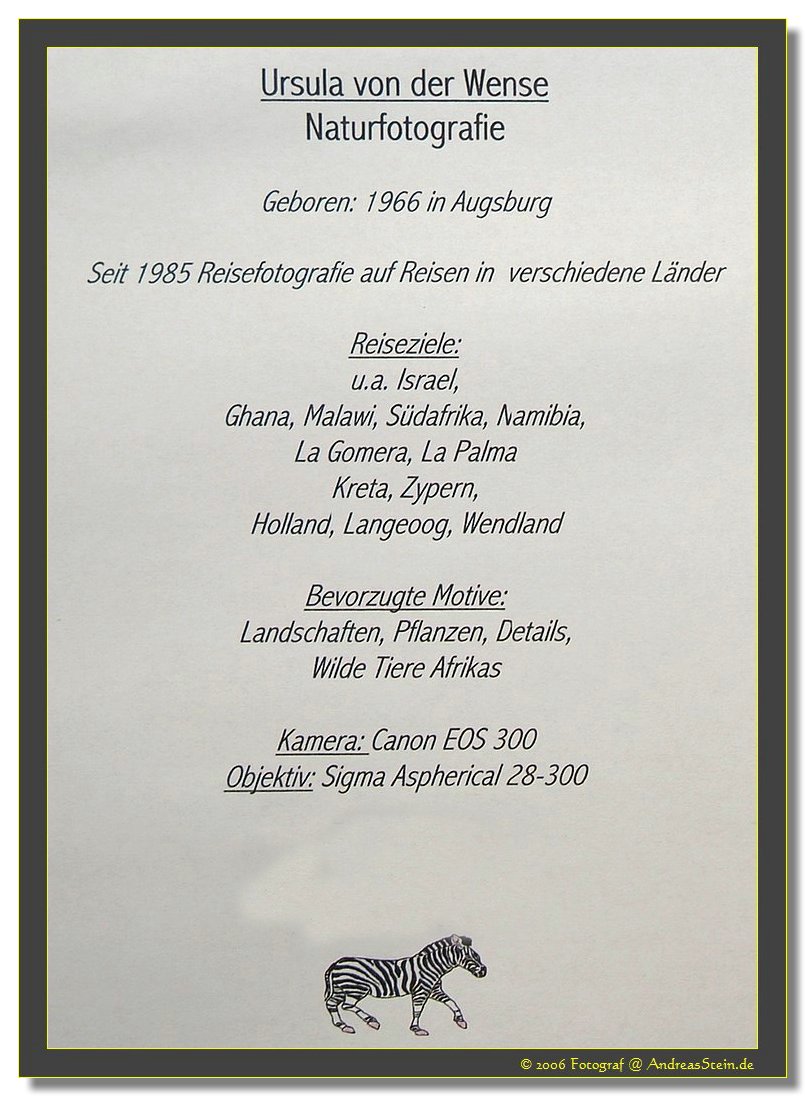 Ursula von der Wense
Naturfotografie
Geboren: 1966 in Augsburg
Seit 1985 Reisefotografie auf Reisen in verschiedene Länder
Reiseziele:
u.a. Israel,
Ghana, Malawi, Südafrika, Namibia,
La Gomera, La Palma
Kreta, Zypern,
Holland, Langeoog, Wendland
Bevorzugte Motive:
Landschaften, Pflanzen, Details,
Wilde Tiere Afrikas
Kamera: Canon EOS 300
Objektiv: Sigma Aspherical 28-300
© 2006 Fotograf @ AndreasStein.de